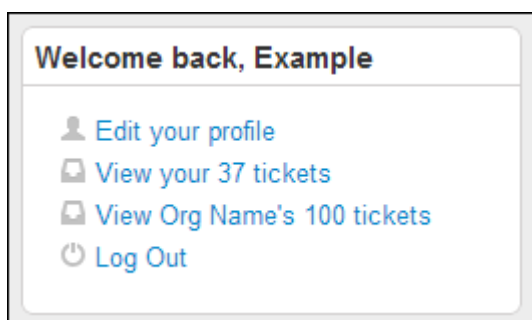 Welcome back, Example
Edit your profile
View your 37 tickets
View Org Name's 100 tickets
Log Out